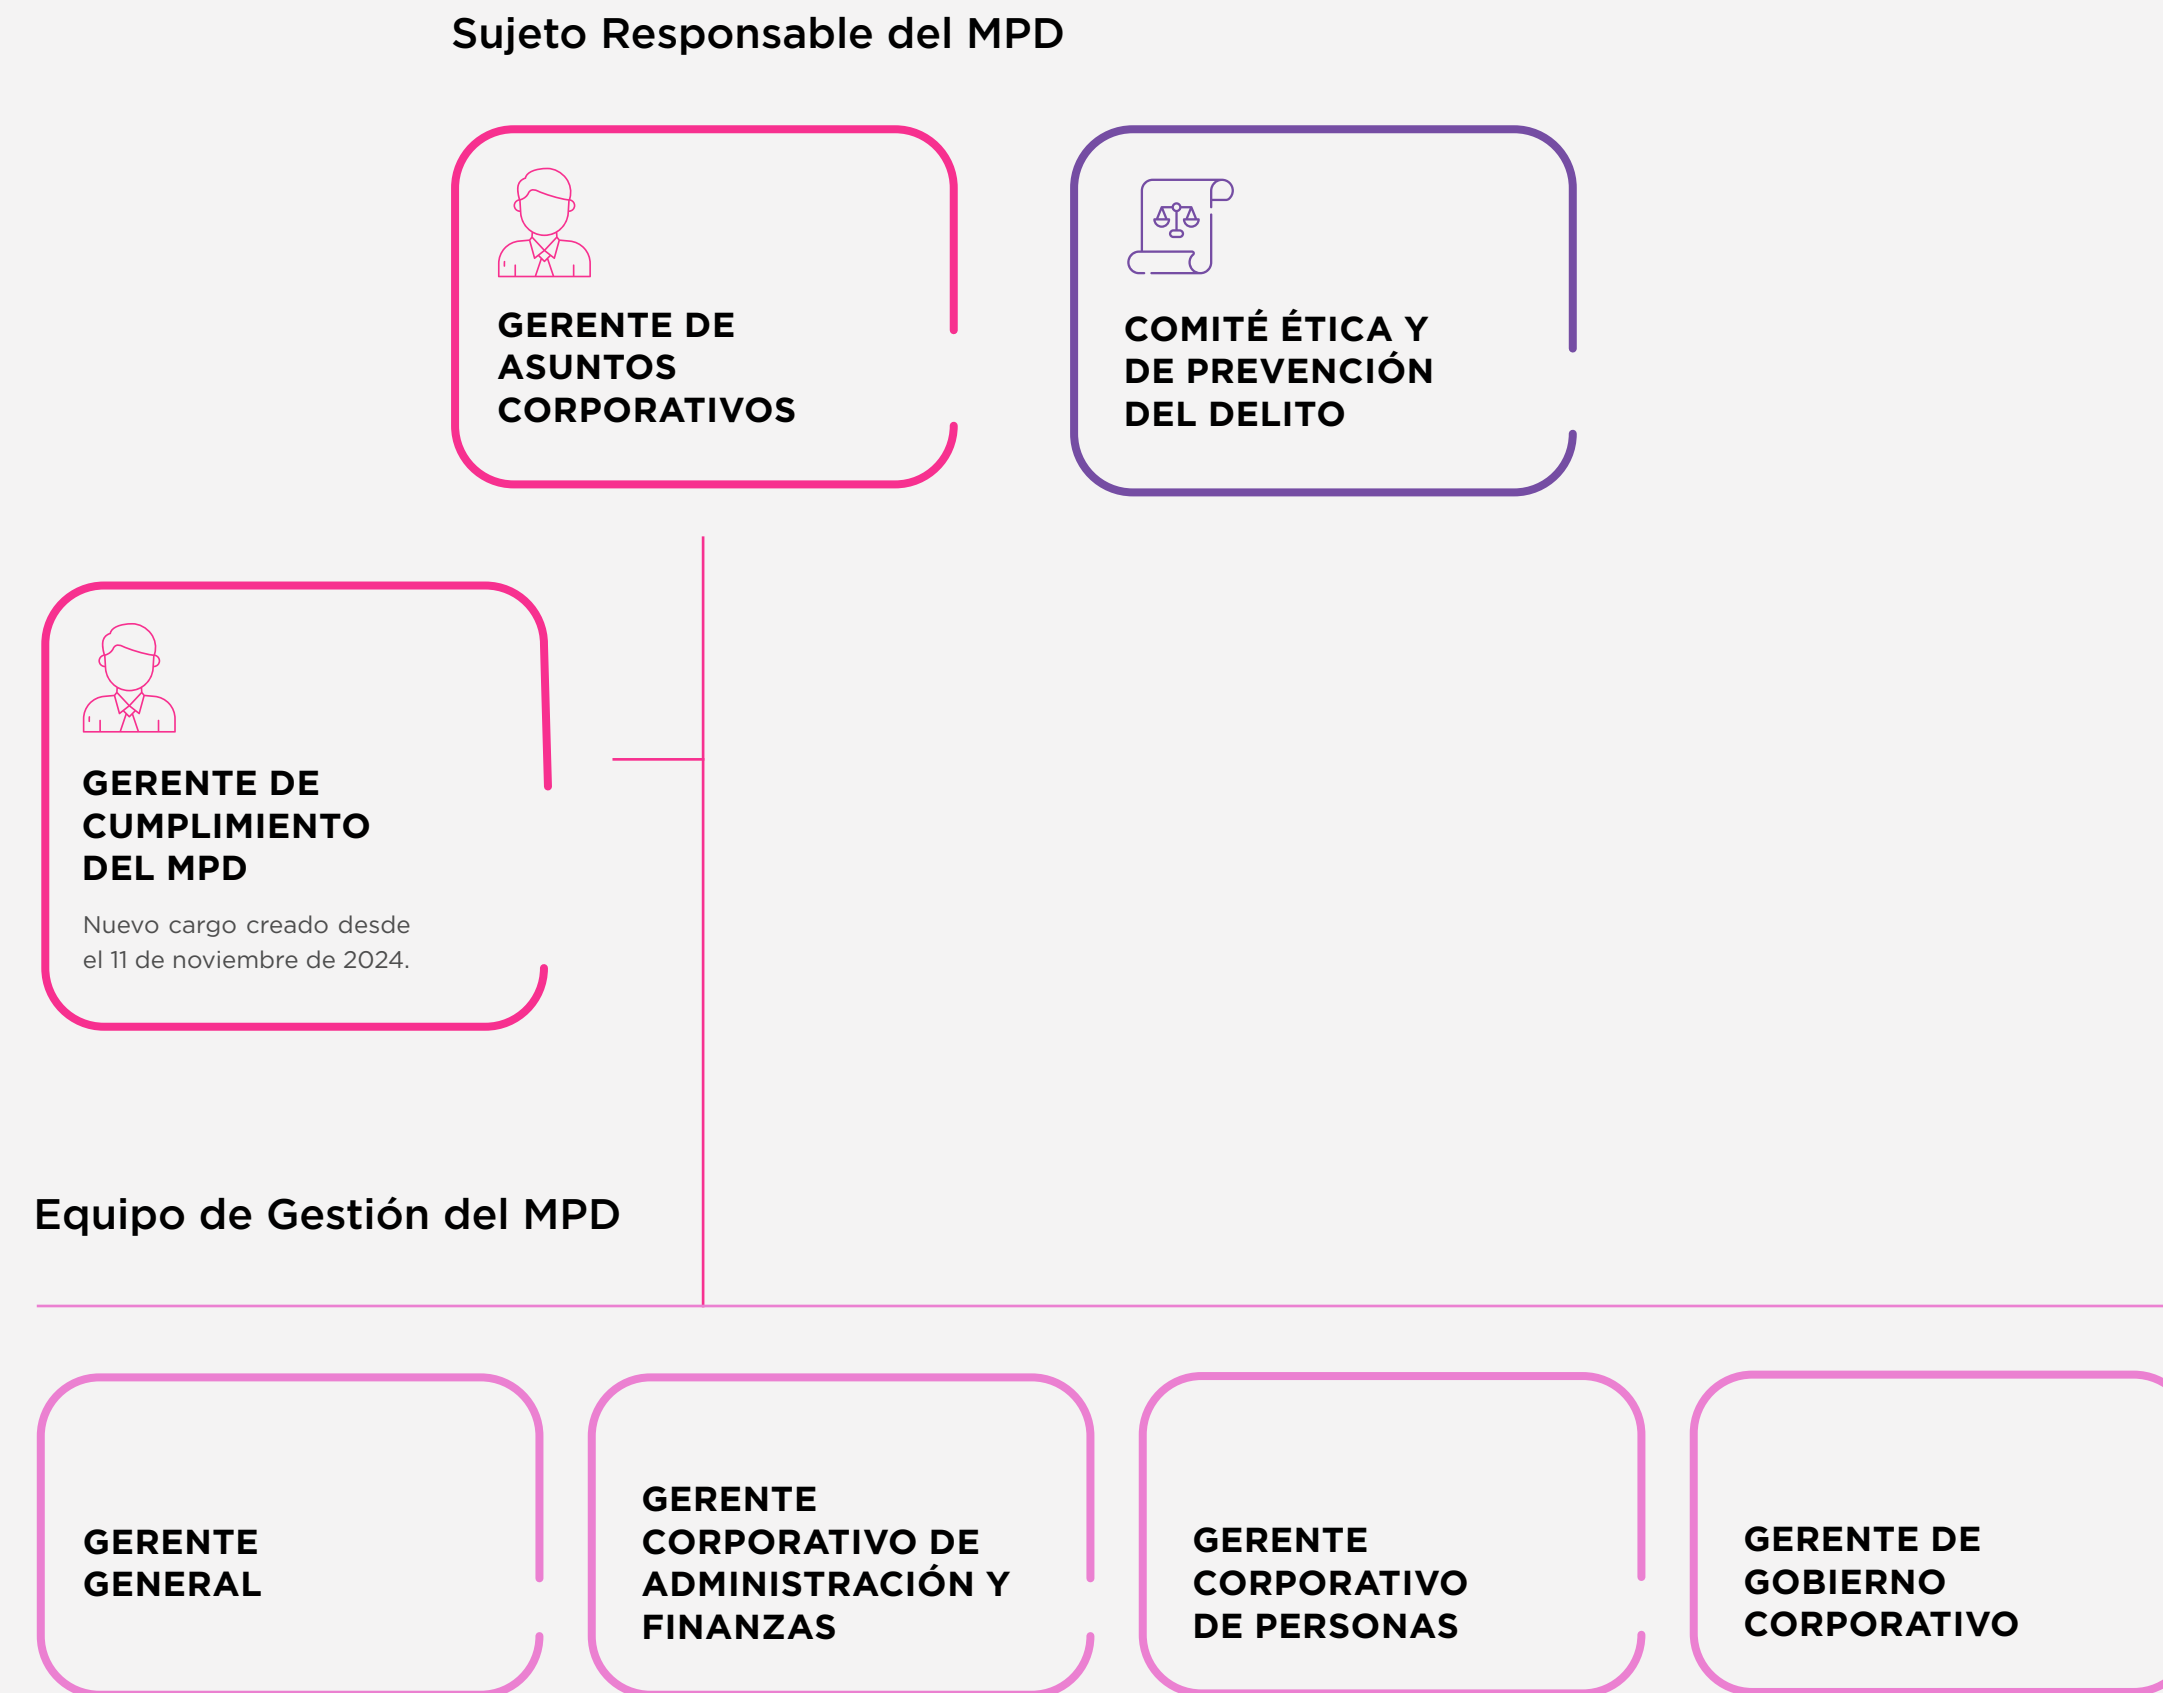 Sujeto Responsable del MPD
GERENTE DE
ASUNTOS
CORPORATIVOS
COMITÉ ÉTICA Y
DE PREVENCIÓN
DEL DELITO
GERENTE DE
CUMPLIMIENTO
DEL MPD
Nuevo cargo creado desde
el 11 de noviembre de 2024.
Equipo de Gestión del MPD
GERENTE
GENERAL
GERENTE
CORPORATIVO DE
ADMINISTRACIÓN Y
FINANZAS
GERENTE
CORPORATIVO
DE PERSONAS
GERENTE DE
GOBIERNO
CORPORATIVO